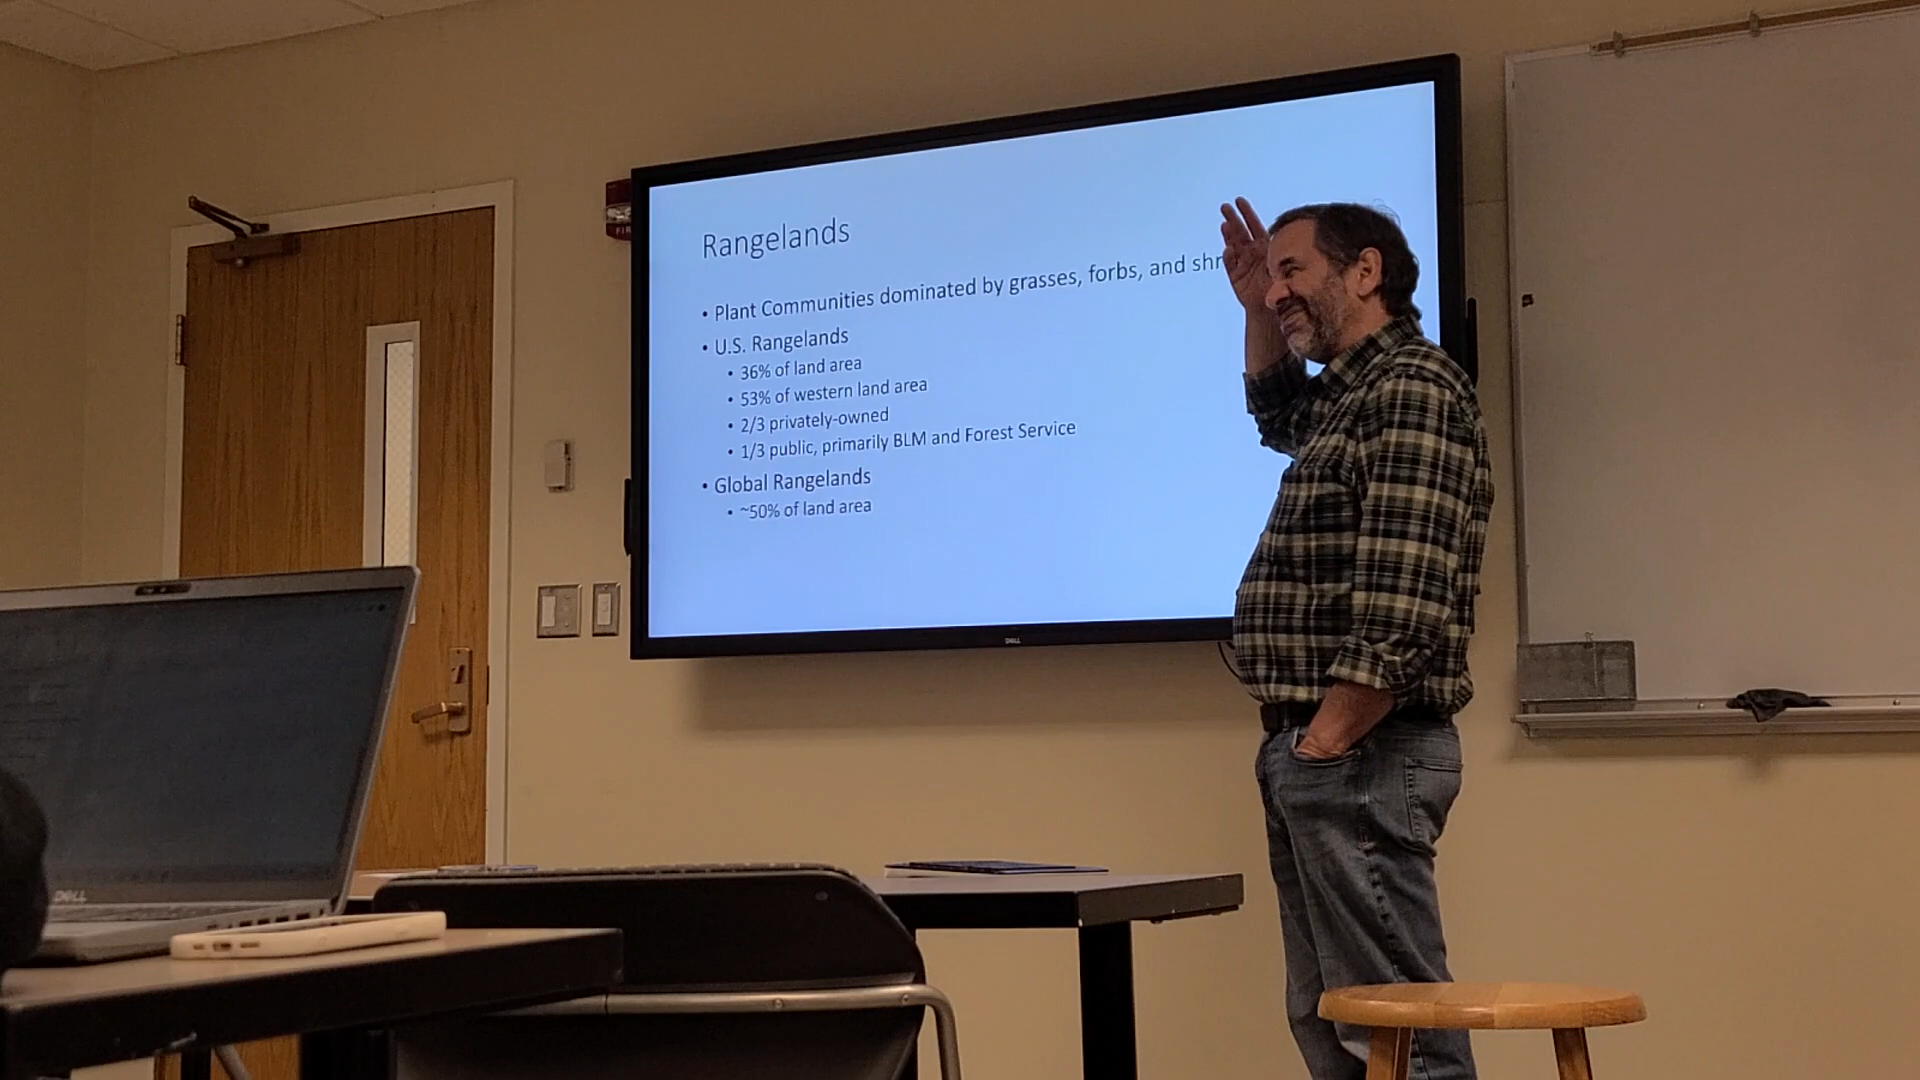 Rangelands
• Plant Communities dominated by grasses, forbs, and shr
• U.S. Rangelands
• 36% of land area
• 53% of western land area
• 2/3 privately-owned
• 1/3 public, primarily BLM and Forest Service
• Global Rangelands
• ~50% of land area
DELL
DELL
FIR